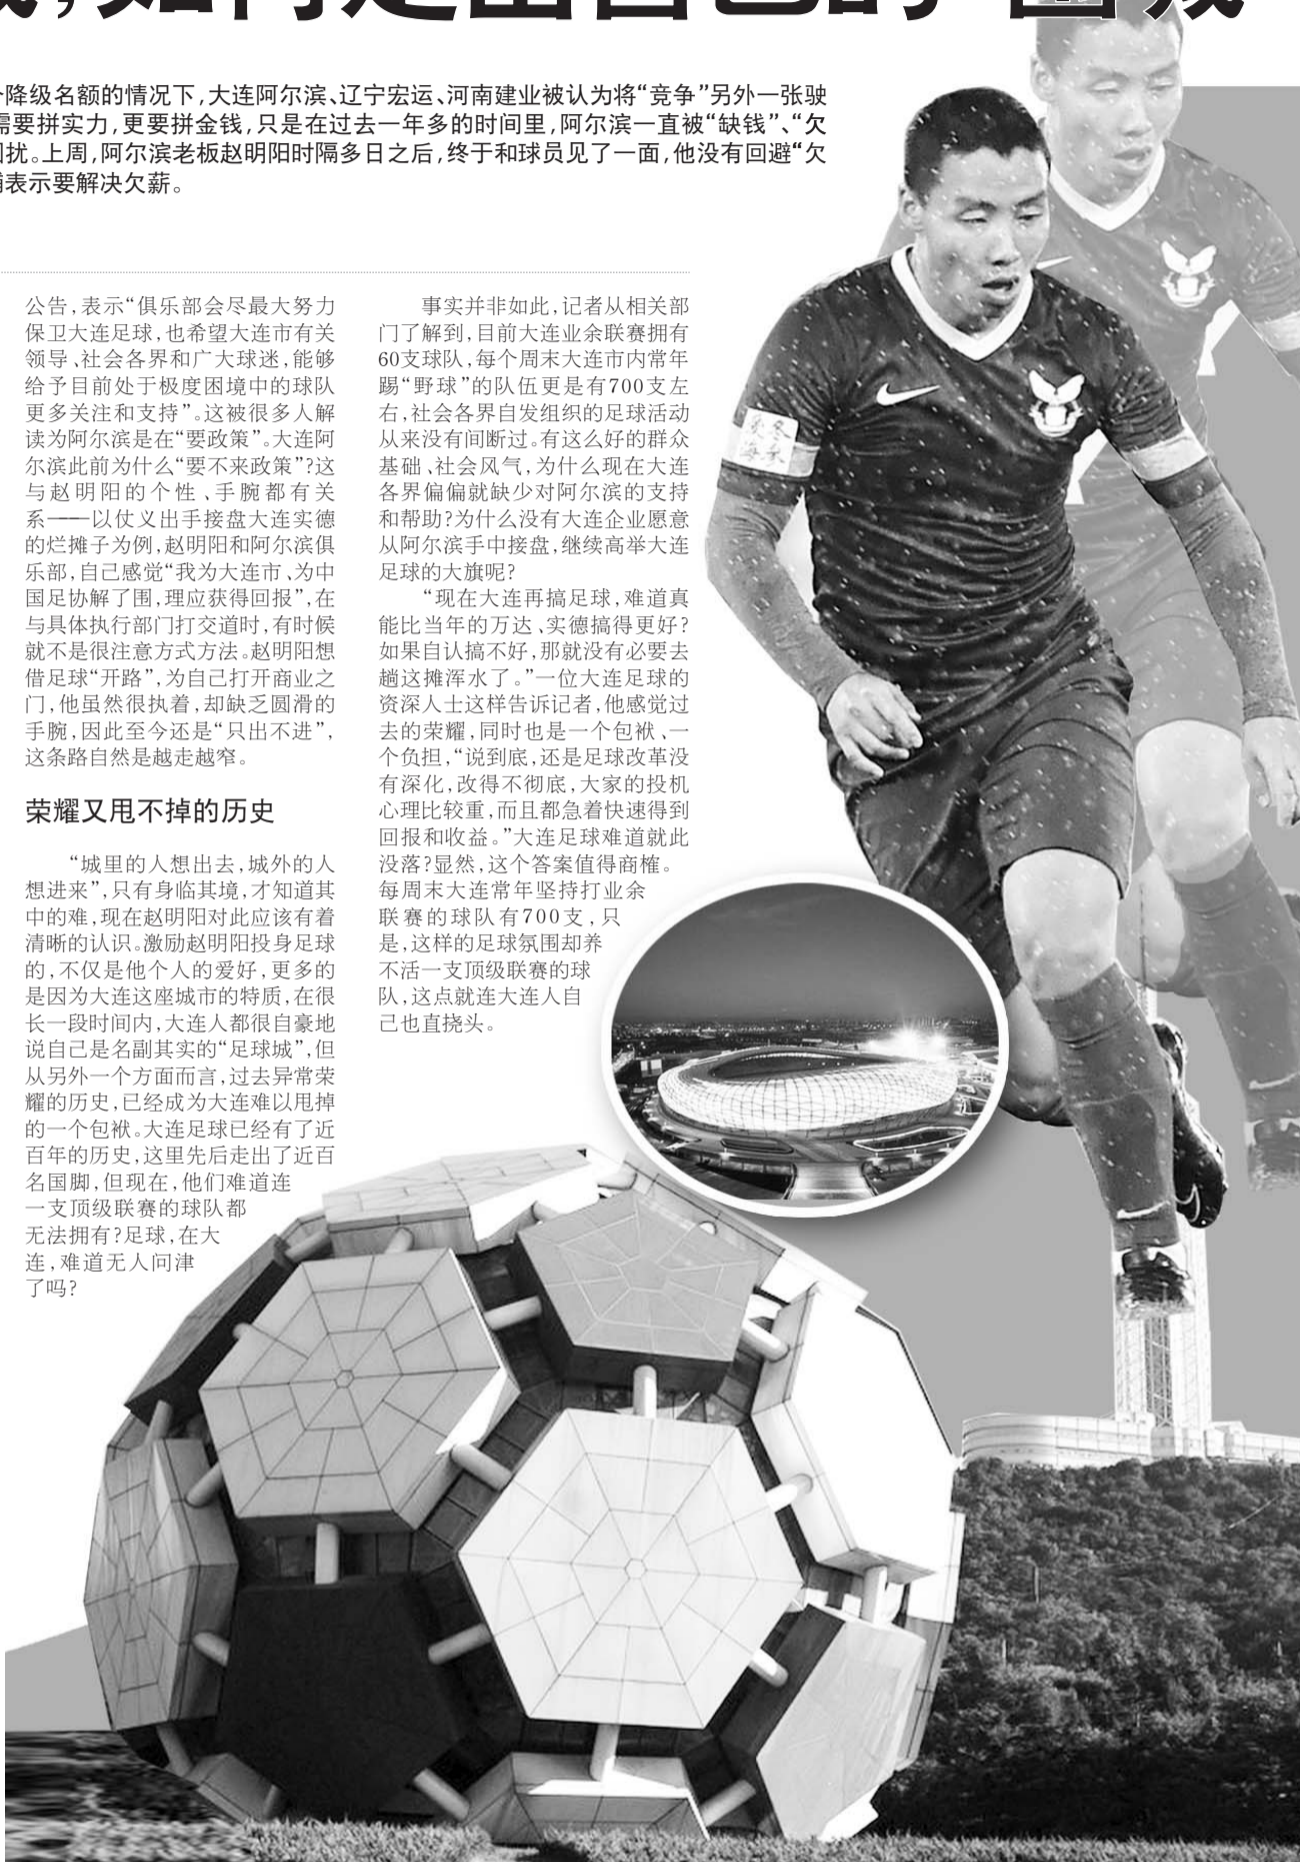 如何走出自己的“围城”
个降级名额的情况下，大连阿尔滨、辽宁宏运、河南建业被认为将“竞争”另外一张驶
需要拼实力，更要拼金钱，只是在过去一年多的时间里，阿尔滨一直被“缺钱”、“欠
困扰。上周，阿尔滨老板赵明阳时隔多日之后，终于和球员见了一面，他没有回避“欠
表示要解决欠薪。
公告，表示“俱乐部会尽最大努力
保卫大连足球，也希望大连市有关
领导、社会各界和广大球迷，能够
给予目前处于极度困境中的球队
更多关注和支持”。这被很多人解
读为阿尔滨是在“要政策”。大连阿
尔滨此前为什么“要不来政策”？这
与赵明阳的个性、手腕都有关
系——以仗义出手接盘大连实德
的烂摊子为例，赵明阳和阿尔滨俱
乐部，自己感觉“我为大连市、为中
国足协解了围，理应获得回报”，在
与具体执行部门打交道时，有时候
就不是很注意方式方法。赵明阳想
借足球“开路”，为自己打开商业之
门，他虽然很执着，却缺乏圆滑的
手腕，因此至今还是“只出不进”，
这条路自然是越走越窄。
荣耀又甩不掉的历史
“城里的人想出去，城外的人
想进来”，只有身临其境，才知道其
中的难，现在赵明阳对此应该有着
清晰的认识。激励赵明阳投身足球
的，不仅是他个人的爱好，更多的
是因为大连这座城市的特质，在很
长一段时间内，大连人都很自豪地
说自己是名副其实的“足球城”，但
从另外一个方面而言，过去异常荣
耀的历史，已经成为大连难以甩掉
的一个包袱。大连足球已经有了近
百年的历史，这里先后走出了近百
名国脚，但现在，他们难道连
一支顶级联赛的球队都
无法拥有？足球，在大
连，难道无人问津
了吗？
事实并非如此，记者从相关部
门了解到，目前大连业余联赛拥有
60支球队，每个周末大连市内常年
踢“野球”的队伍更是有700支左
右，社会各界自发组织的足球活动
从来没有间断过。有这么好的群众
基础、社会风气，为什么现在大连
各界偏偏就缺少对阿尔滨的支持
和帮助？为什么没有大连企业愿意
从阿尔滨手中接盘，继续高举大连
足球的大旗呢？
“现在大连再搞足球，难道真
能比当年的万达、实德搞得更好？
如果自认搞不好，那就没有必要去
趟这摊浑水了。”一位大连足球的
资深人士这样告诉记者，他感觉过
去的荣耀，同时也是一个包袱、一
个负担，“说到底，还是足球改革没
有深化，改得不彻底，大家的投机
心理比较重，而且都急着快速得到
回报和收益。”大连足球难道就此
没落？显然，这个答案值得商榷。
每周末大连常年坚持打业余
联赛的球队有700支，只
是，这样的足球氛围却养
不活一支顶级联赛的球
队，这点就连大连人自
己也直挠头。